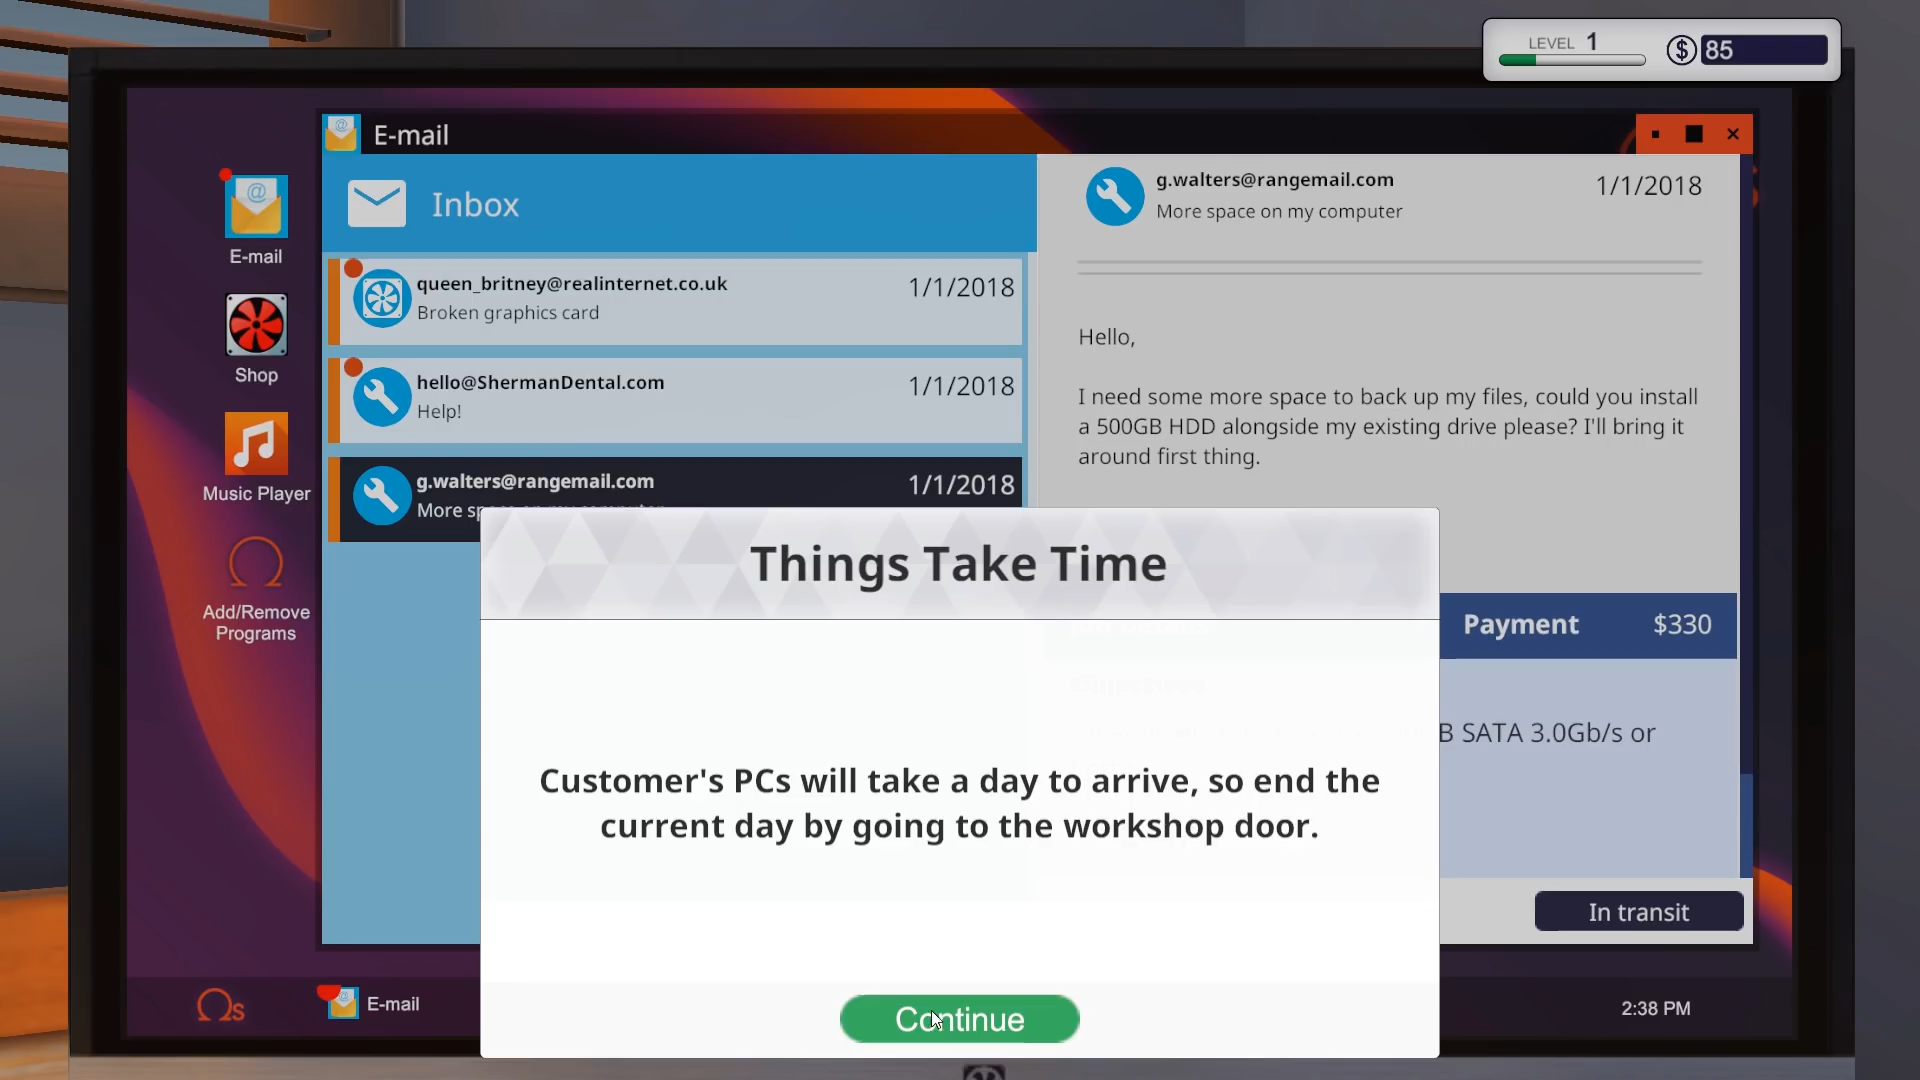 LEVEL 1
$ 85
E-mail
Inbox
queen_britney@realinternet.co.uk
1/1/2018
Broken graphics card
hello@ShermanDental.com
1/1/2018
Help!
g.walters@rangemail.com
1/1/2018
More space on my computer
g.walters@rangemail.com
1/1/2018
More space on my computer
Hello,
I need some more space to back up my files, could you install
a 500GB HDD alongside my existing drive please? I'll bring it
around first thing.
Payment $330
B SATA 3.0Gb/s or
In transit
Things Take Time
Customer's PCs will take a day to arrive, so end the
current day by going to the workshop door.
Continue
E-mail
Shop
Music Player
Add/Remove
Programs
Ωs
E-mail
2:38 PM